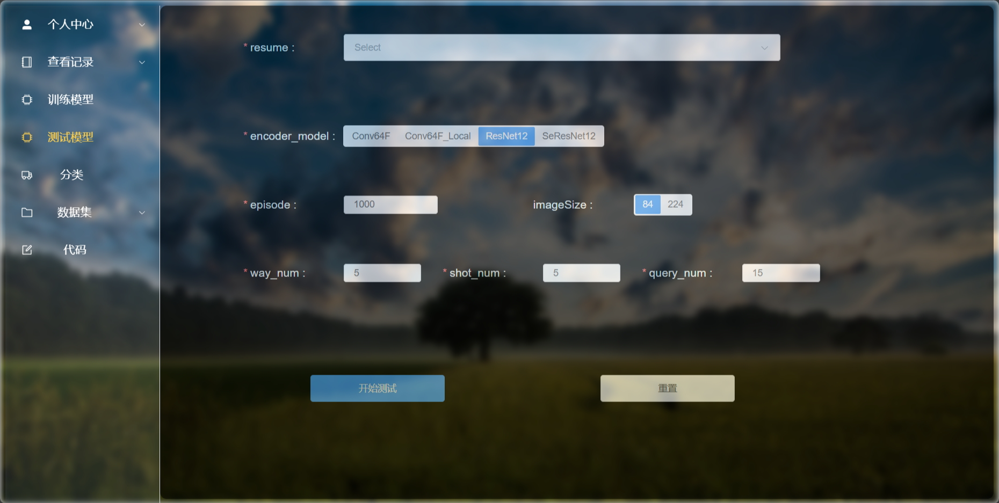 个人中心
查看记录
训练模型
测试模型
分类
数据集
代码
* resume : Select
* encoder_model : Conv64F Conv64F_Local ResNet12 SeResNet12
* episode : 1000 imageSize : 84 224
* way_num : 5 * shot_num : 5 * query_num : 15
开始测试 重置